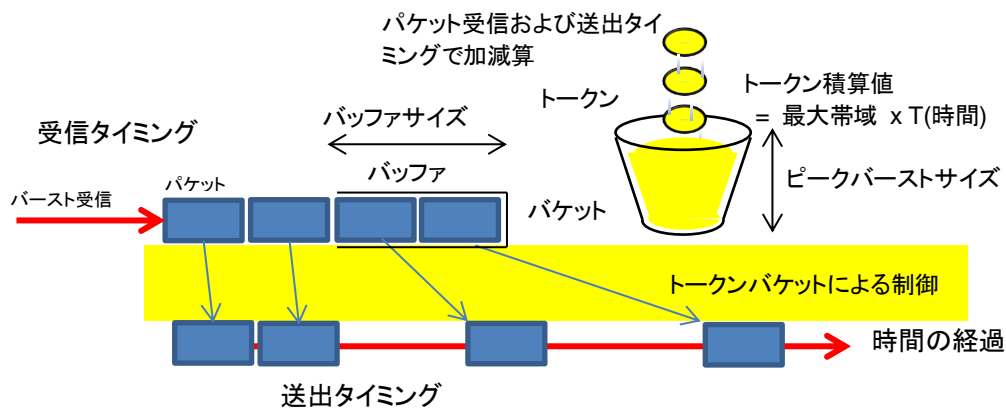 パケット受信および送出タイ
ミングで加減算
トークン
トークン積算値
= 最大帯域 x T(時間)
受信タイミング
バッファサイズ
バッファ
ピークバーストサイズ
パケット
バースト受信
バケット
トークンバケットによる制御
時間の経過
送出タイミング